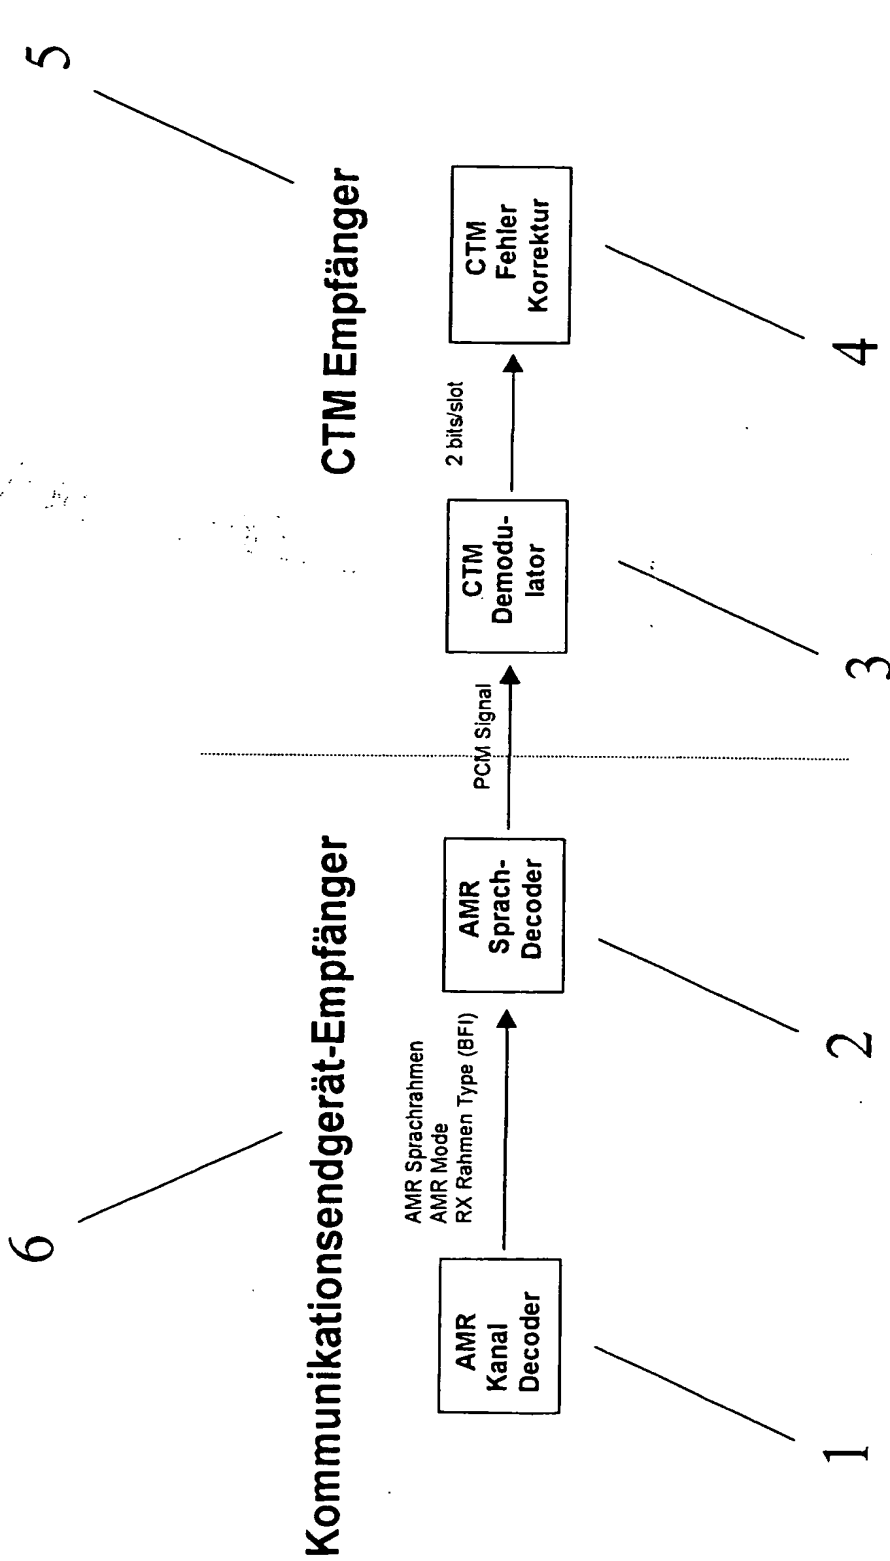 6
5
Kommunikationsendgerät-Empfänger
CTM Empfänger
AMR Sprachrahmen
AMR Mode
RX Rahmen Type (BFI)
PCM Signal
2 bits/slot
AMR
Kanal
Decoder
AMR
Sprach-
Decoder
CTM
Demodu-
lator
CTM
Fehler
Korrektur
1
2
3
4